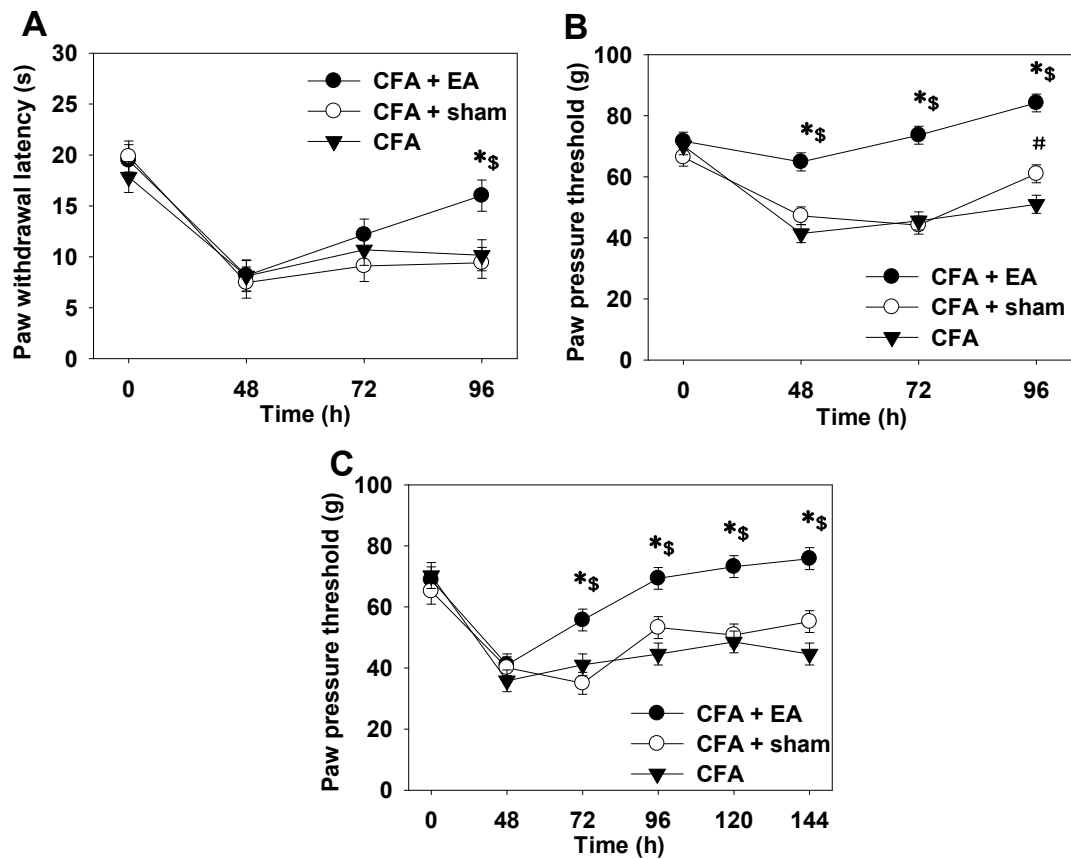 A
Paw withdrawal latency (s)
30
25
20
15
10
5
0
CFA + EA
CFA + sham
CFA
*$
0 48 72 96
Time (h)
B
Paw pressure threshold (g)
100
80
60
40
20
0
*$ *$ *$
#
CFA + EA
CFA + sham
CFA
0 48 72 96
Time (h)
C
Paw pressure threshold (g)
100
80
60
40
20
0
*$ *$ *$ *$
CFA + EA
CFA + sham
CFA
0 48 72 96 120 144
Time (h)